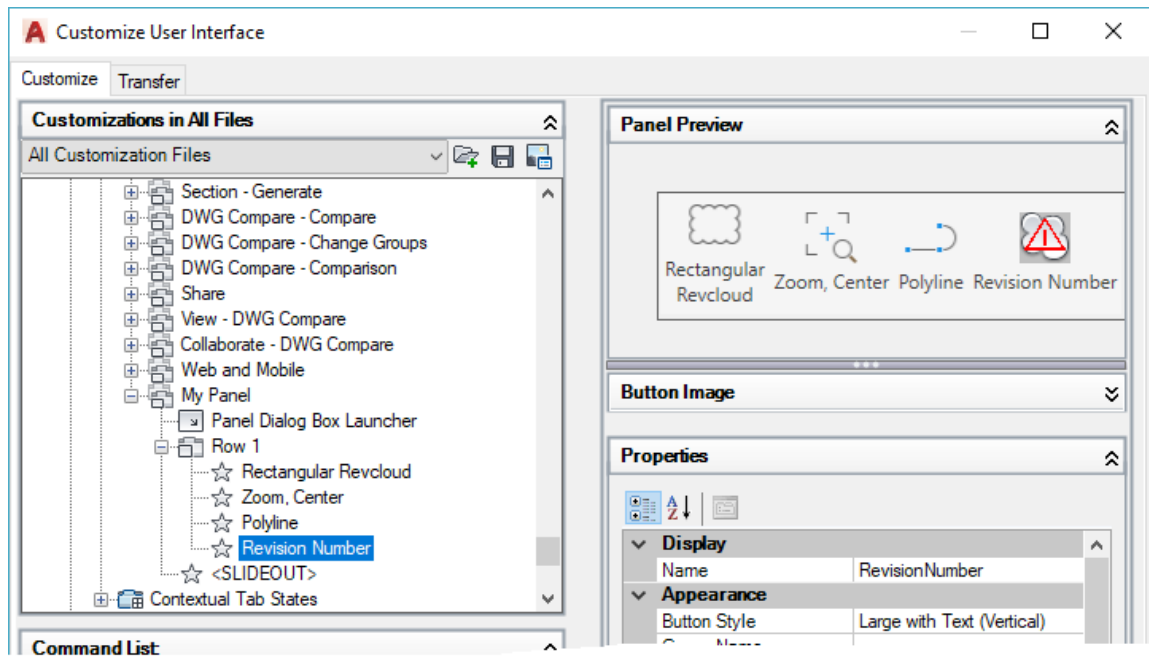 Customize User Interface
Customize
Transfer
Customizations in All Files
All Customization Files
Section - Generate
DWG Compare - Compare
DWG Compare - Change Groups
DWG Compare - Comparison
Share
View - DWG Compare
Collaborate - DWG Compare
Web and Mobile
My Panel
Panel Dialog Box Launcher
Row 1
Rectangular Revcloud
Zoom, Center
Polyline
Revision Number
<SLIDEOUT>
Contextual Tab States
Command List:
Panel Preview
Rectangular
Revcloud
Zoom, Center
Polyline
Revision Number
Button Image
Properties
Display
Name RevisionNumber
Appearance
Button Style Large with Text (Vertical)